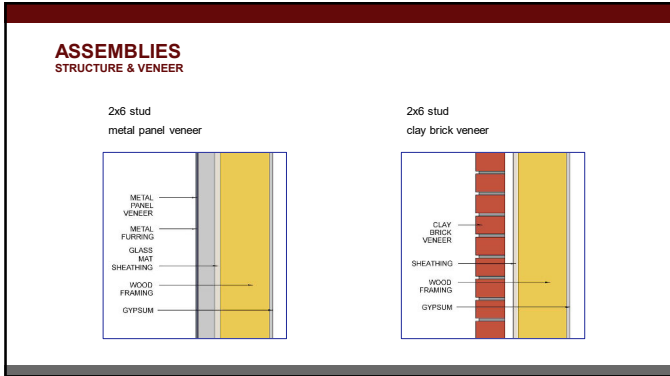 ASSEMBLIES
STRUCTURE & VENEER
2x6 stud
metal panel veneer
METAL
PANEL
VENEER
METAL
FURRING
GLASS
MAT
SHEATHING
WOOD
FRAMING
GYPSUM
2x6 stud
clay brick veneer
CLAY
BRICK
VENEER
SHEATHING
WOOD
FRAMING
GYPSUM